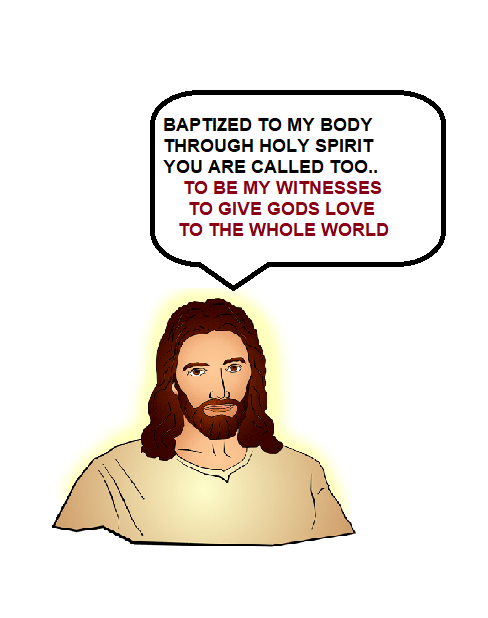 BAPTIZED TO MY BODY
THROUGH HOLY SPIRIT
YOU ARE CALLED TOO..
TO BE MY WITNESSES
TO GIVE GODS LOVE
TO THE WHOLE WORLD